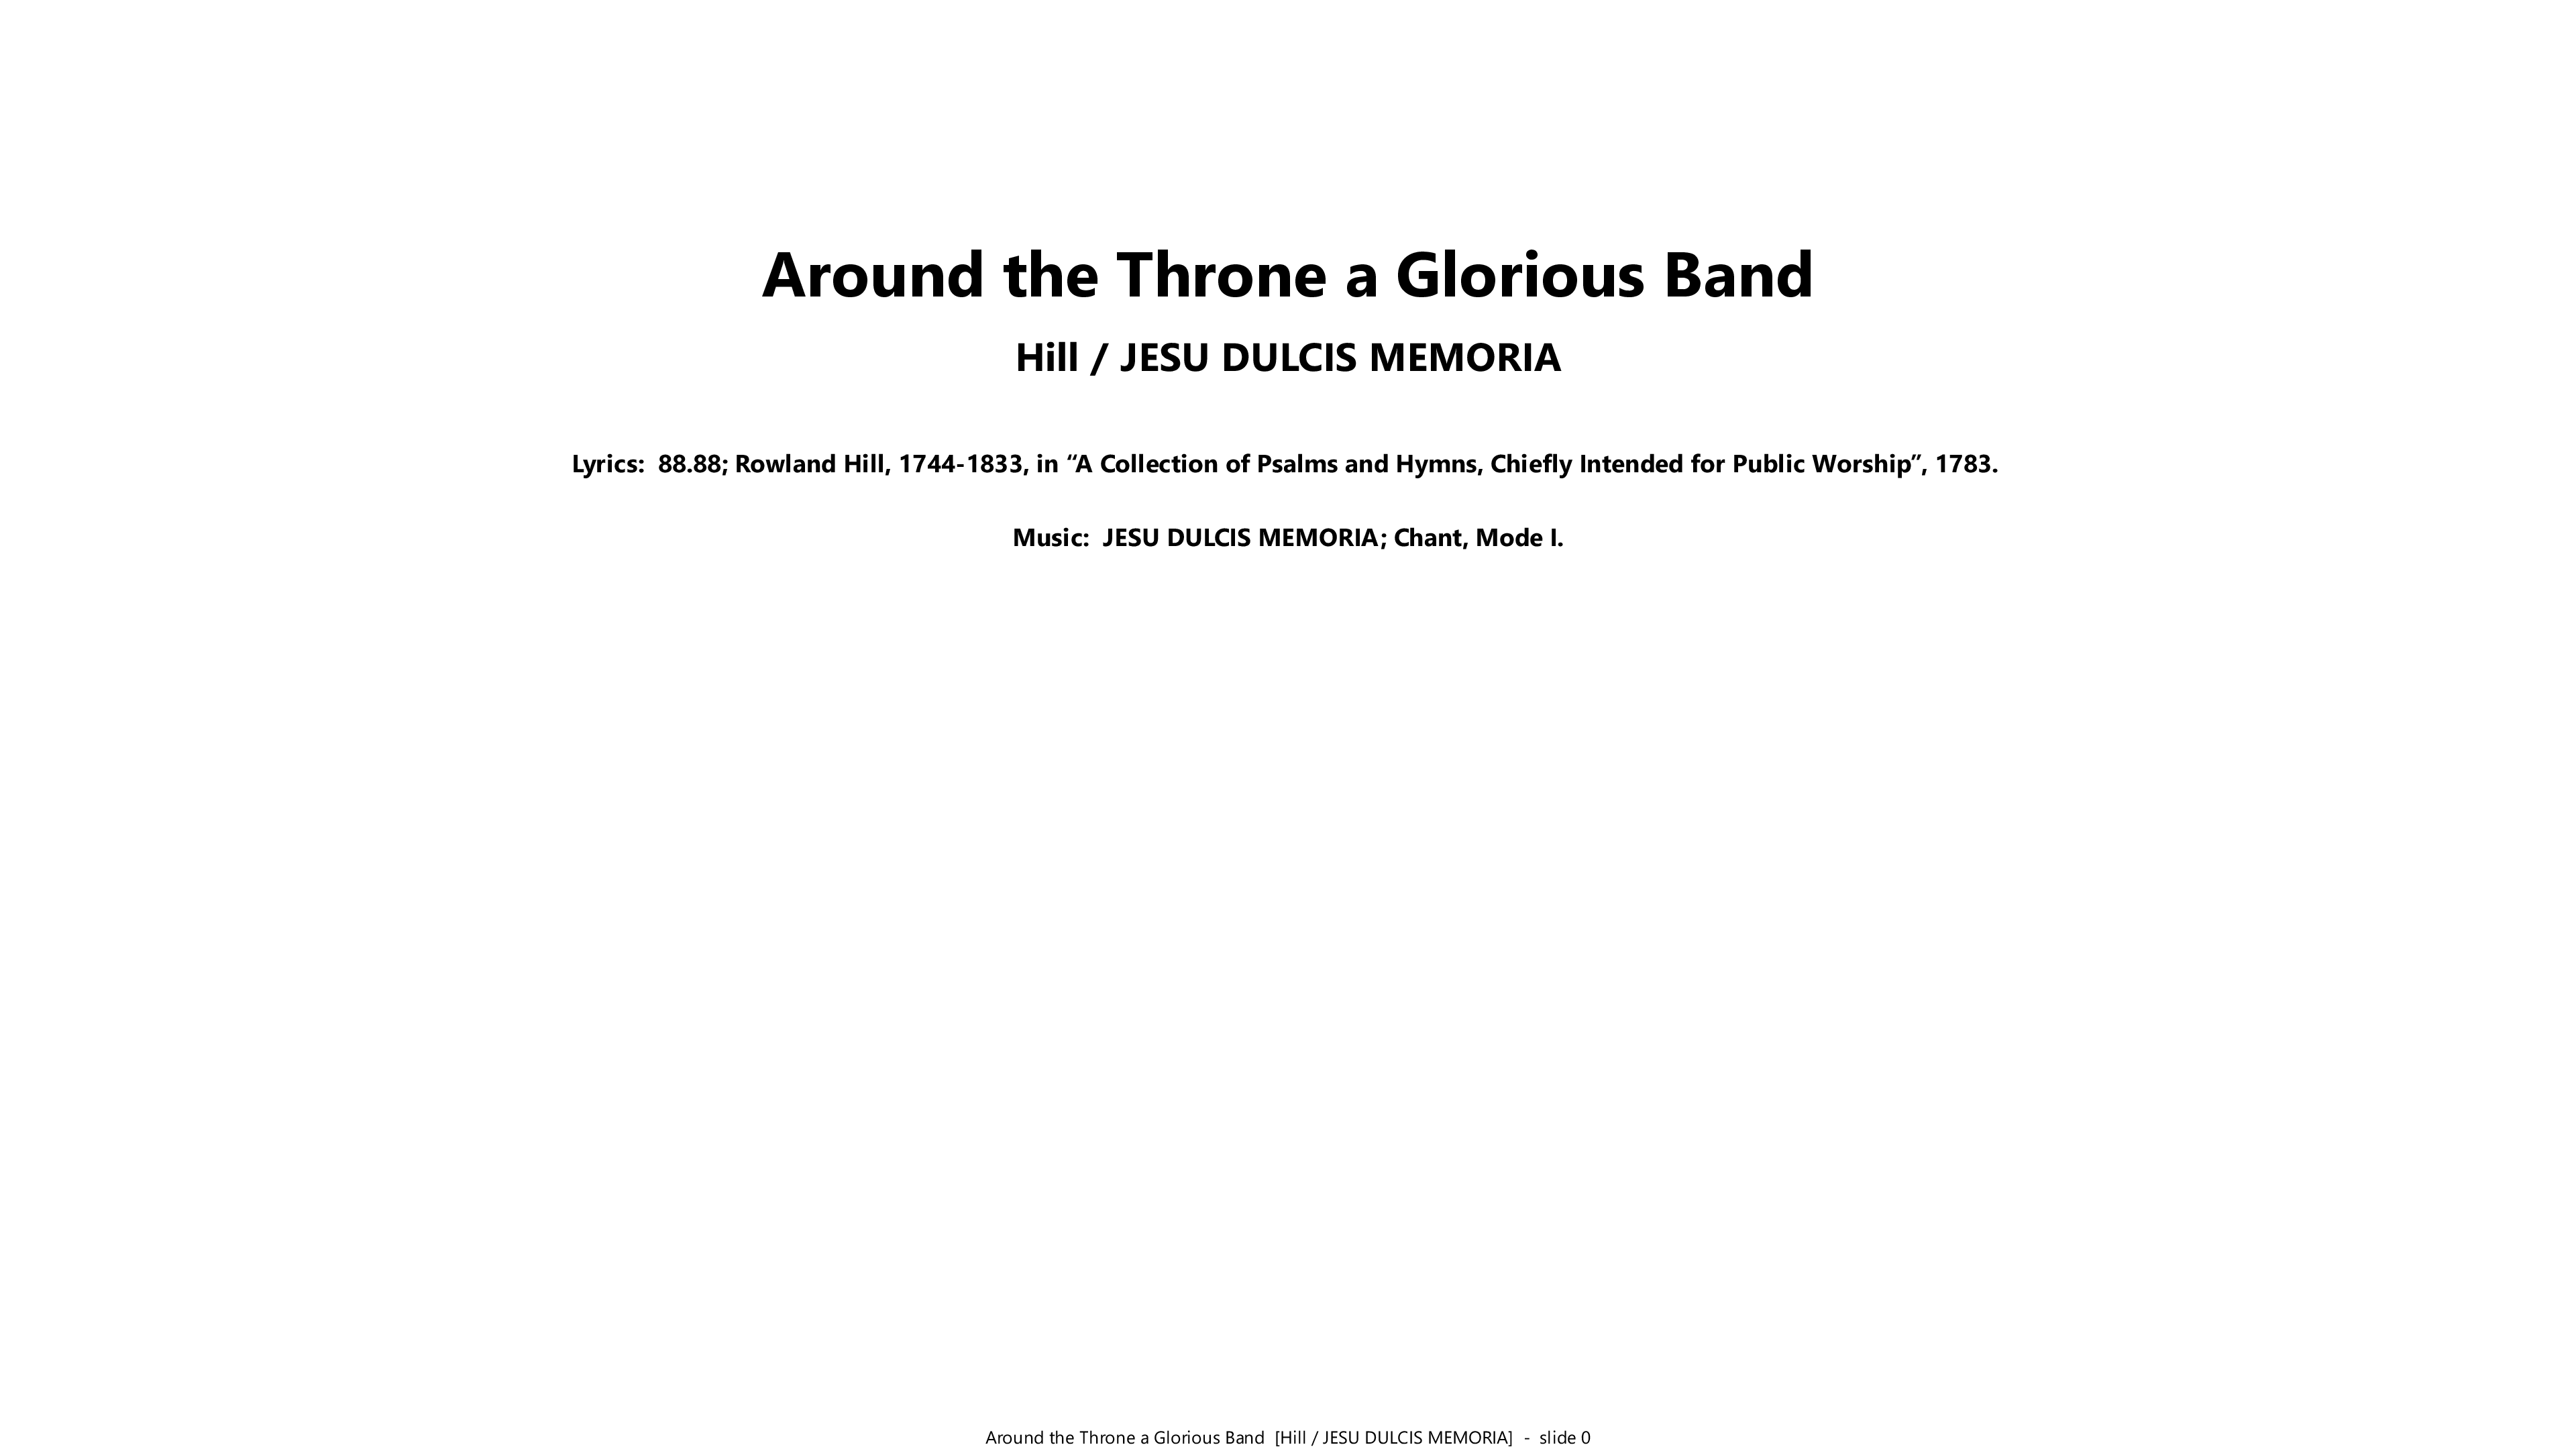 Around the Throne a Glorious Band
Hill / JESU DULCIS MEMORIA
Lyrics:  88.88; Rowland Hill, 1744-1833, in “A Collection of Psalms and Hymns, Chiefly Intended for Public Worship”, 1783.
Music:  JESU DULCIS MEMORIA; Chant, Mode I.
Around the Throne a Glorious Band  [Hill / JESU DULCIS MEMORIA]  -  slide 0